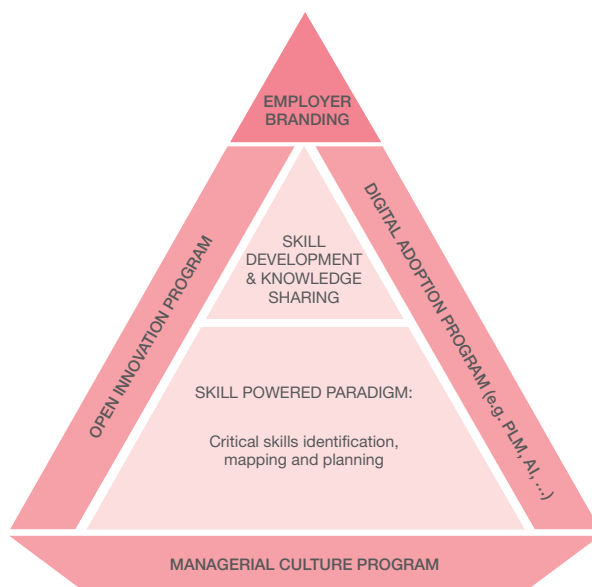 EMPLOYER
BRANDING
OPEN INNOVATION PROGRAM
DIGITAL ADOPTION PROGRAM (e.g. PLM, AI, ...)
SKILL
DEVELOPMENT
& KNOWLEDGE
SHARING
SKILL POWERED PARADIGM:
Critical skills identification,
mapping and planning
MANAGERIAL CULTURE PROGRAM